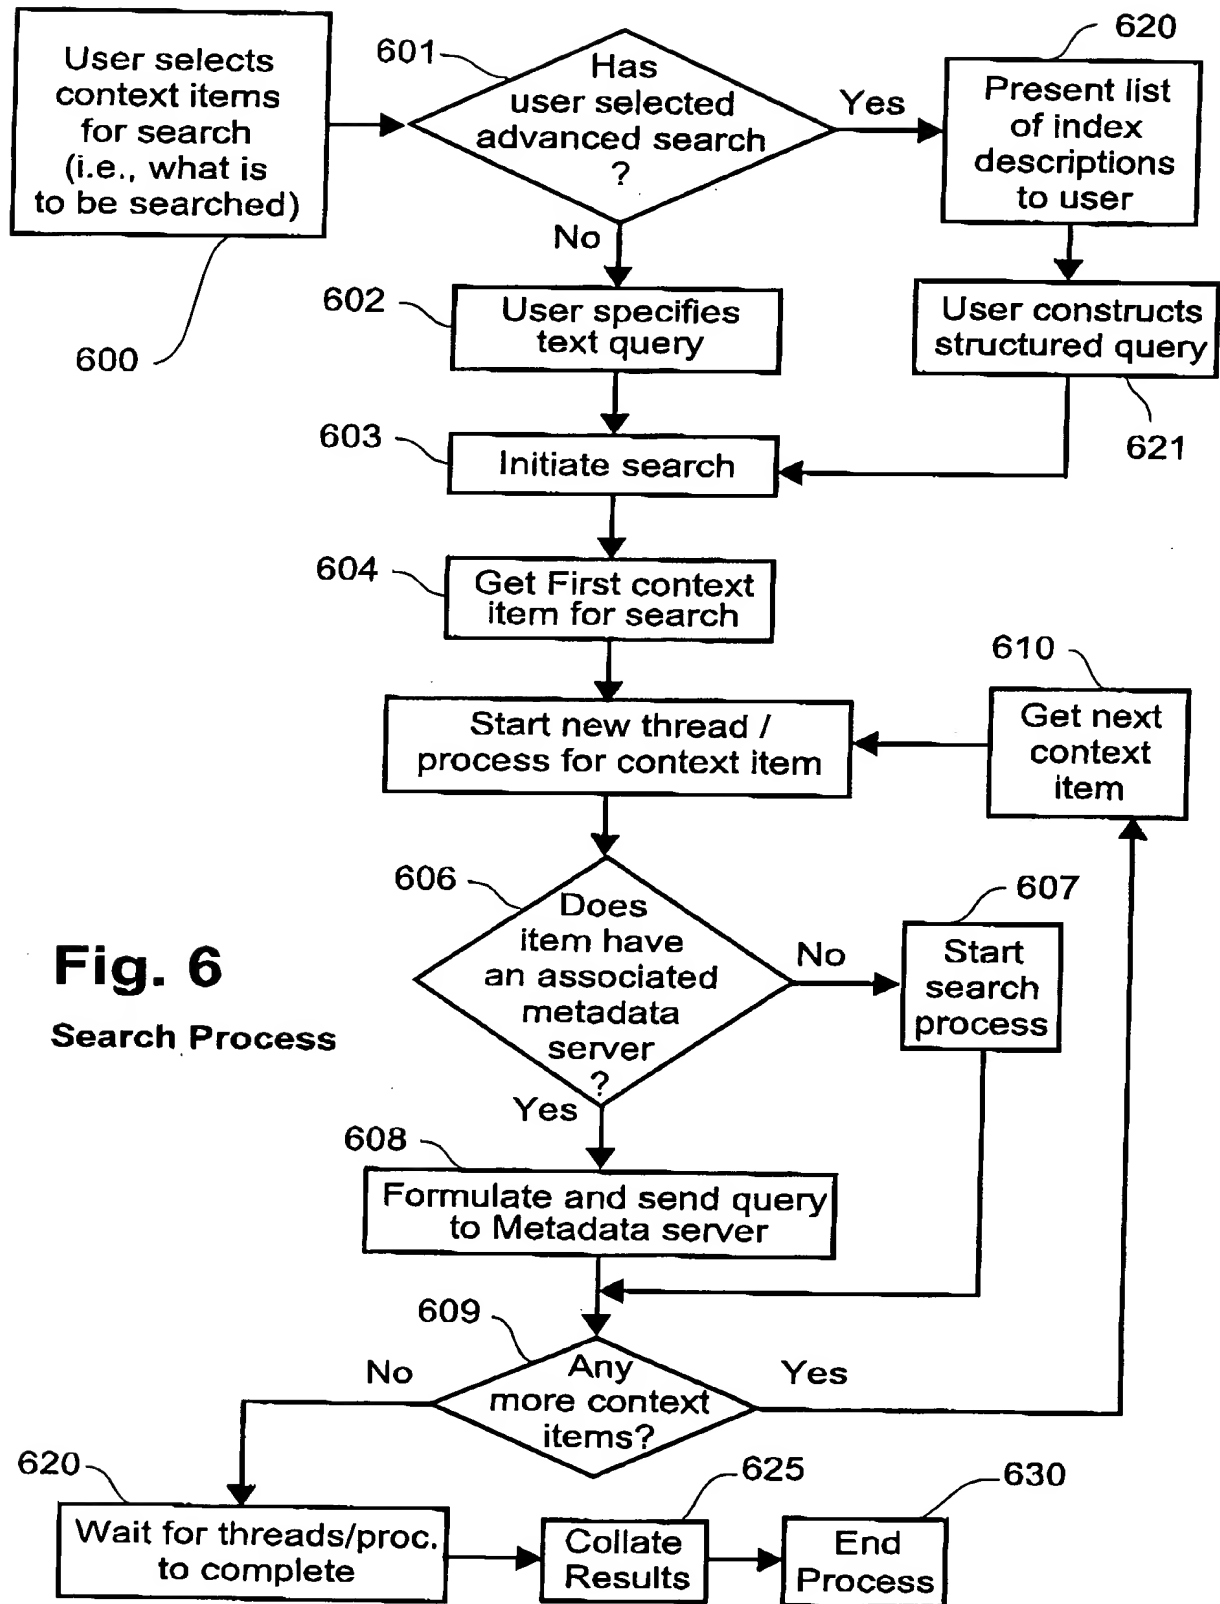 600
User selects
context items
for search
(i.e., what is
to be searched)
601
Has
user selected
advanced search
?
Yes
No
620
Present list
of index
descriptions
to user
602
User specifies
text query
User constructs
structured query
621
603
Initiate search
604
Get First context
item for search
Start new thread /
process for context item
610
Get next
context
item
606
Does
item have
an associated
metadata
server
?
No
Yes
607
Start
search
process
Fig. 6
Search Process
608
Formulate and send query
to Metadata server
609
Any
more context
items?
No
Yes
620
Wait for threads/proc.
to complete
625
Collate
Results
630
End
Process